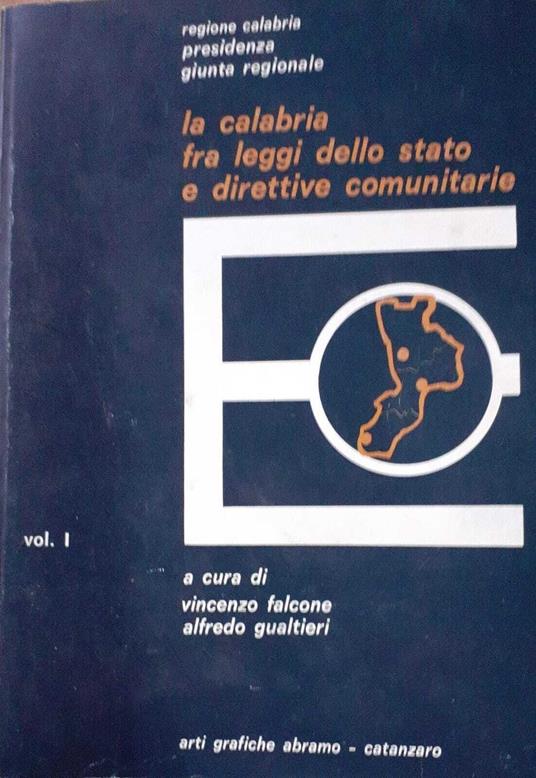 regione calabria
presidenza
giunta regionale
la calabria
fra leggi dello stato
e direttive comunitarie
E
vol. I
a cura di
vincenzo falcone
alfredo gualtieri
arti grafiche abramo - catanzaro